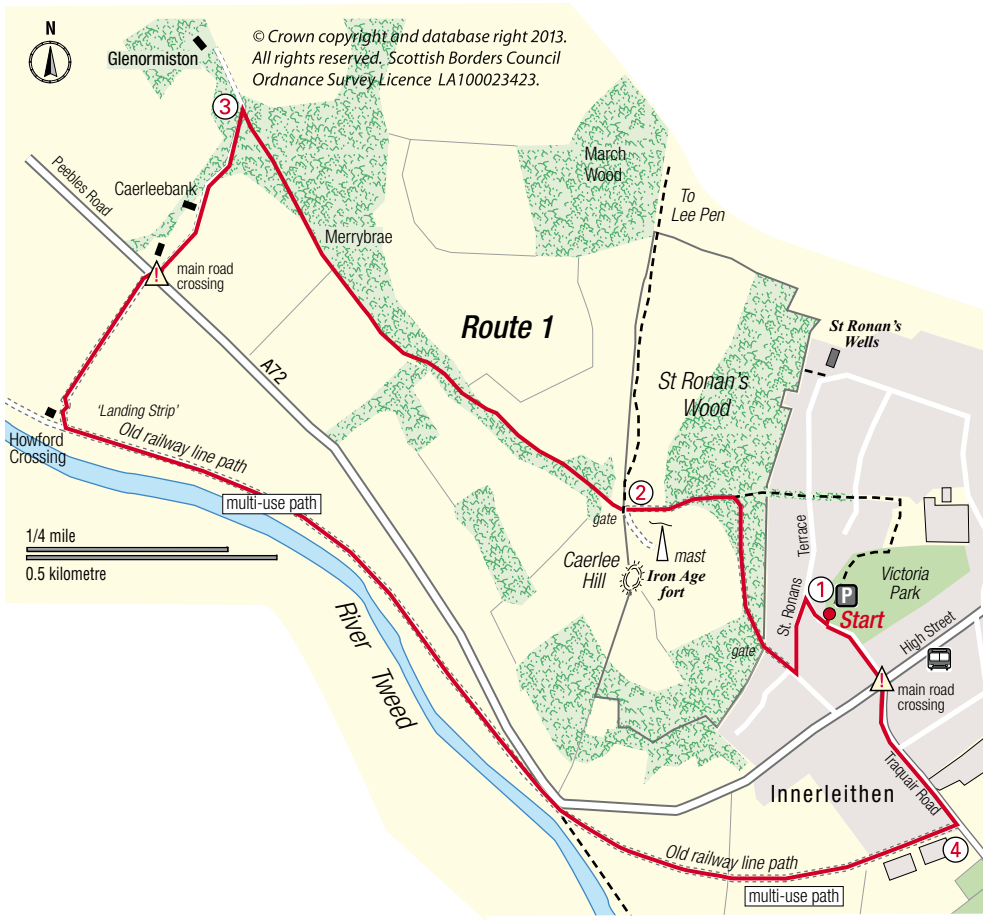 N
© Crown copyright and database right 2013.
All rights reserved. Scottish Borders Council
Ordnance Survey Licence LA100023423.
Glenormiston
3
March
Wood
Peebles Road
Caerleebank
To
Lee Pen
Merrybrae
!
main road
crossing
Route 1
St Ronan's
Wells
A72
St Ronan's
Wood
'Landing Strip'
Old railway line path
Howford
Crossing
multi-use path
2
gate
1/4 mile
0.5 kilometre
mast
Caerlee
Hill
Iron Age
fort
St. Ronans
Terrace
1
P
Start
Victoria
Park
High Street
River
Tweed
gate
!
main road
crossing
Traquair Road
Innerleithen
Old railway line path
4
multi-use path